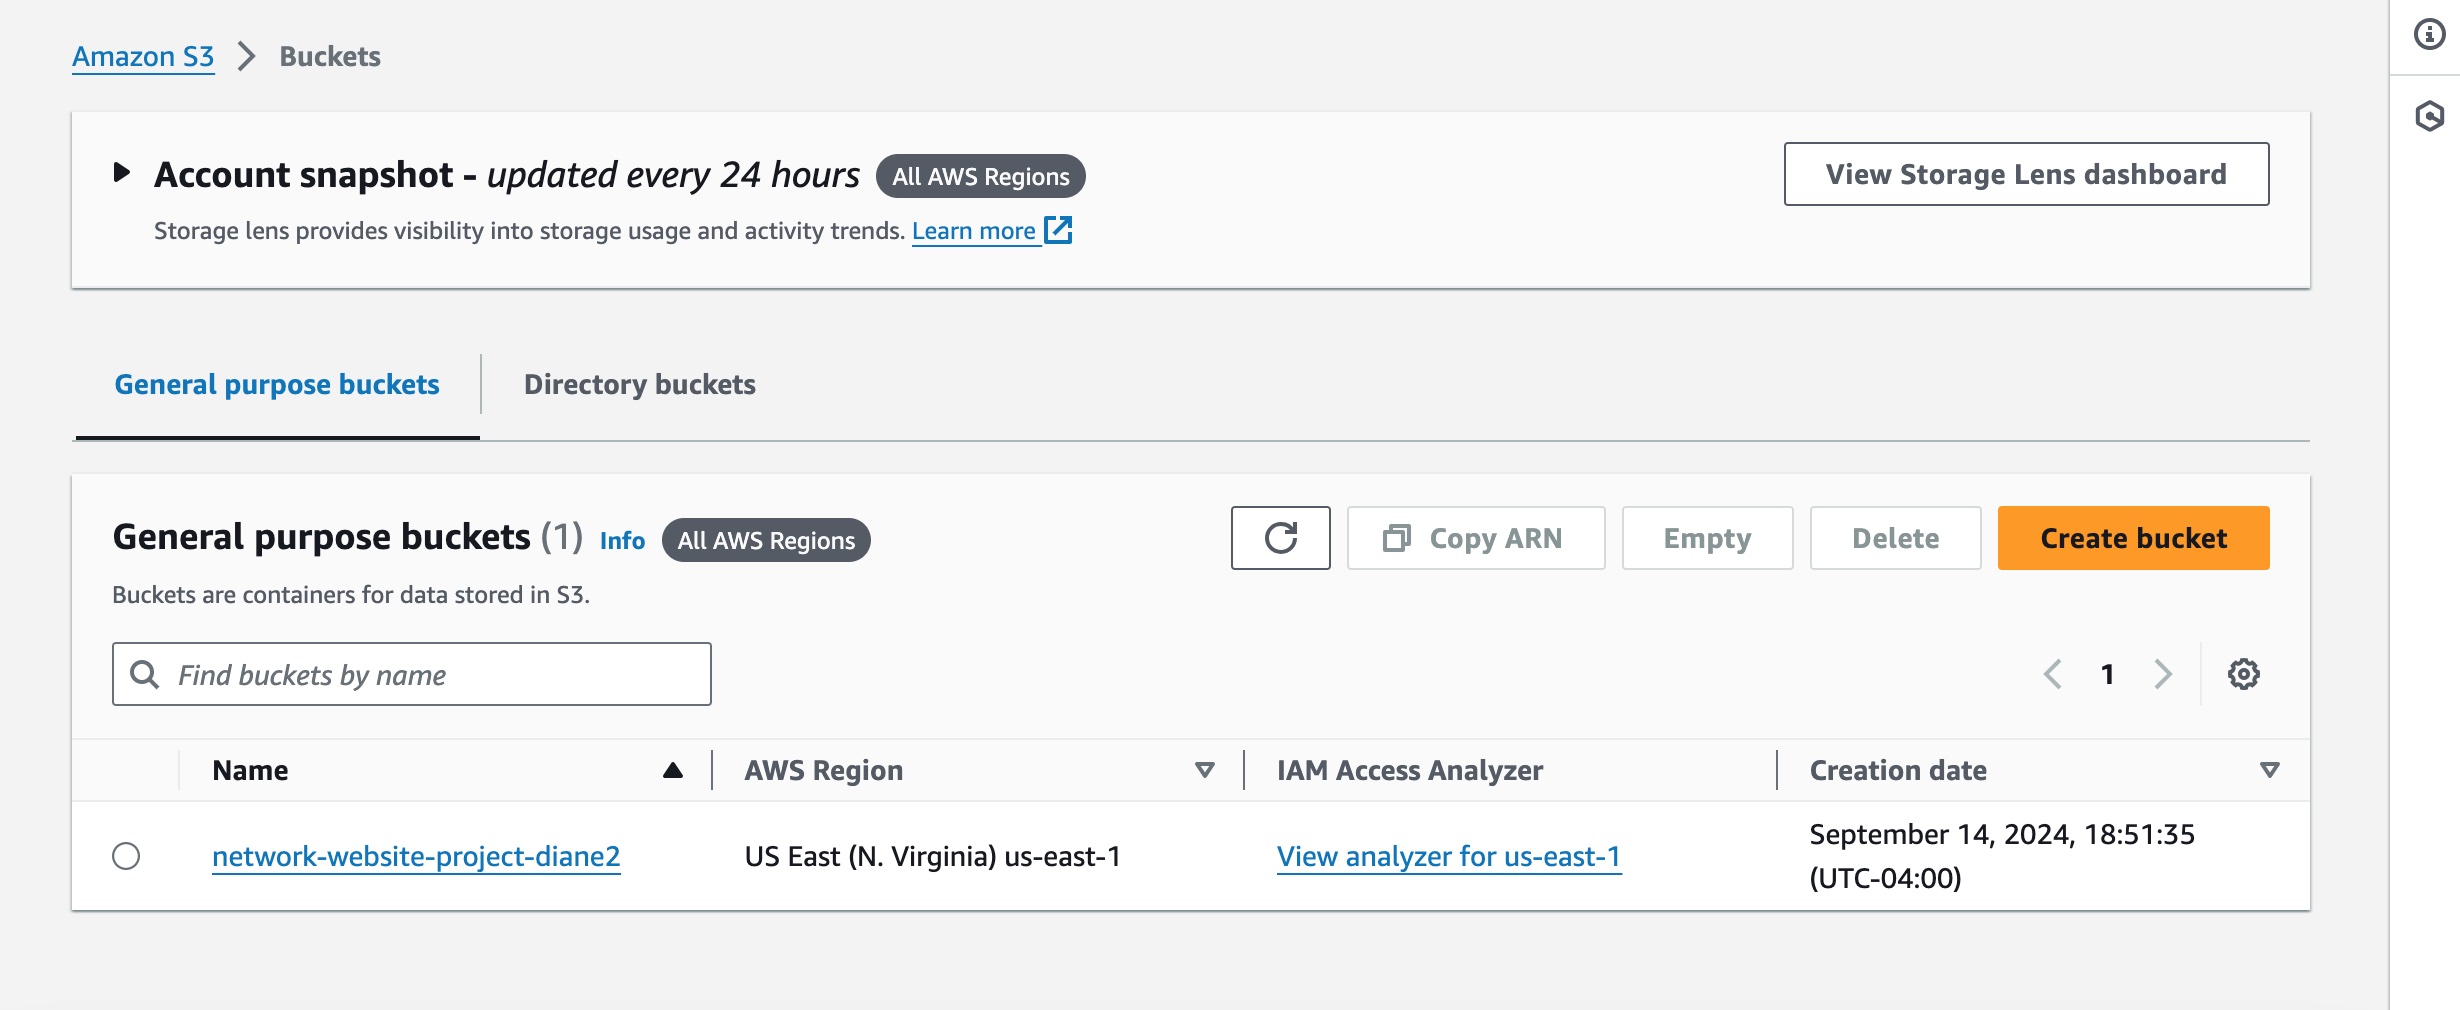 Amazon S3 > Buckets
Account snapshot - updated every 24 hours All AWS Regions
View Storage Lens dashboard
Storage lens provides visibility into storage usage and activity trends. Learn more
General purpose buckets
Directory buckets
General purpose buckets (1) Info All AWS Regions
Copy ARN
Empty
Delete
Create bucket
Buckets are containers for data stored in S3.
Find buckets by name
1
Name
AWS Region
IAM Access Analyzer
Creation date
network-website-project-diane2
US East (N. Virginia) us-east-1
View analyzer for us-east-1
September 14, 2024, 18:51:35
(UTC-04:00)